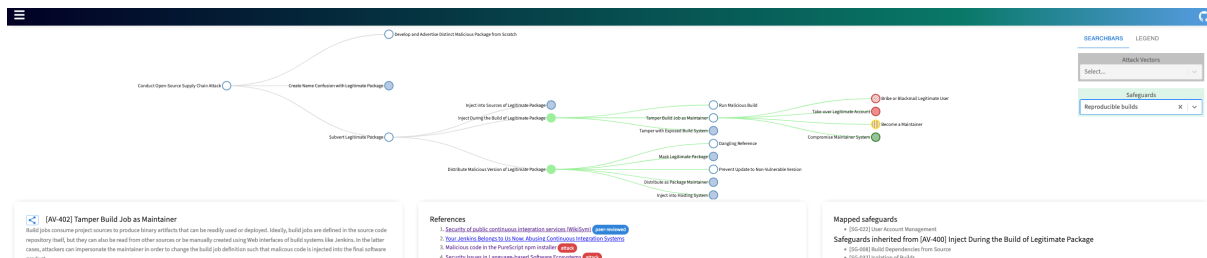 SEARCHBARS LEGEND
Attack Vectors
Select...
Safeguards
Reproducible builds
Develop and Advertise Distinct Malicious Package from Scratch
Conduct Open-Source Supply Chain Attack
Create Name Confusion with Legitimate Package
Subvert Legitimate Package
Inject into Sources of Legitimate Package
Inject During the Build of Legitimate Package
Distribute Malicious Version of Legitimate Package
Run Malicious Build
Tamper Build Job as Maintainer
Tamper with Exposed Build System
Bribe or Blackmail Legitimate User
Take-over Legitimate Account
Become a Maintainer
Compromise Maintainer System
Dangling Reference
Mask Legitimate Package
Prevent Update to Non-Vulnerable Version
Distribute as Package Maintainer
Inject into Hosting System
[AV-402] Tamper Build Job as Maintainer
Build jobs consume project sources to produce binary artifacts that can be readily used or deployed. Ideally, build jobs are defined in the source code
repository itself, but they can also be read from other sources or be manually created using Web interfaces of build systems like Jenkins. In the latter
cases, attackers can impersonate the maintainer in order to change the build job definition such that malicous code is injected into the final software
References
1. Security of public continuous integration services (WikiSym) peer-reviewed
2. Your Jenkins Belongs to Us Now: Abusing Continuous Integration Systems
3. Malicious code in the PureScript npm installer attack
4. Security Issues in Language-based Software Ecosystems attack
Mapped safeguards
[SG-022] User Account Management
Safeguards inherited from [AV-400] Inject During the Build of Legitimate Package
[SG-008] Build Dependencies from Source